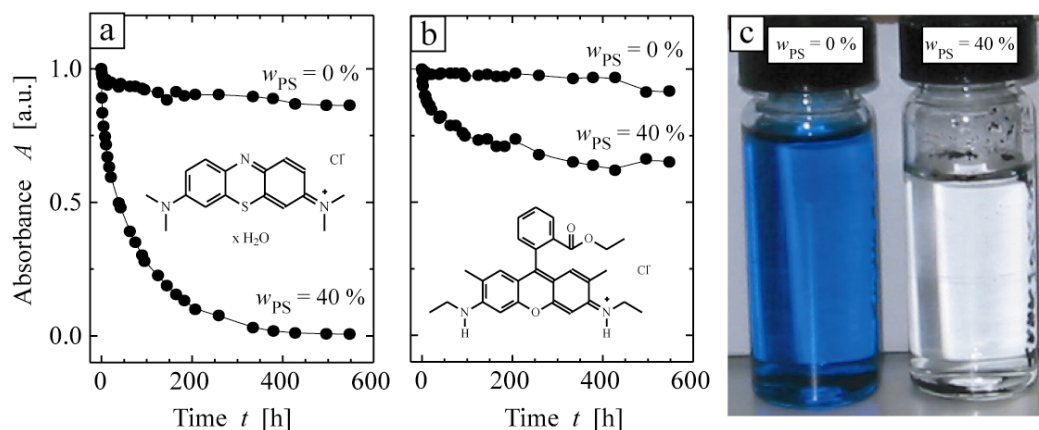 a
b
c
Absorbance A [a.u.]
1.0
0.5
0.0
w_PS = 0 %
w_PS = 40 %
N
N
S
N
+
Cl⁻
x H₂O
0
200
400
600
Time t [h]
w_PS = 0 %
w_PS = 40 %
O
O
Cl⁻
N
H
O
N
H
+
0
200
400
600
Time t [h]
w_PS = 0 %
w_PS = 40 %